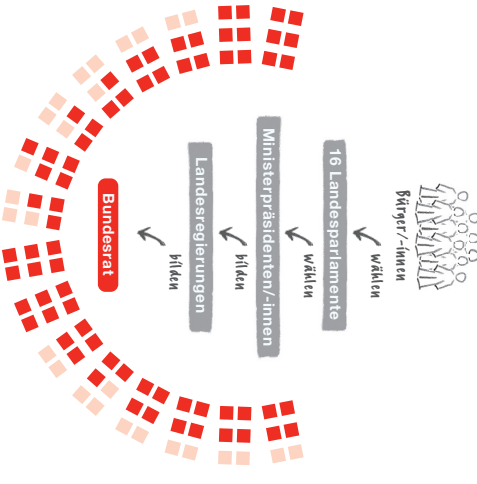 Bürger/-innen
wählen
16 Landesparlamente
wählen
Ministerpräsidenten/-innen
bilden
Landesregierungen
bilden
Bundesrat